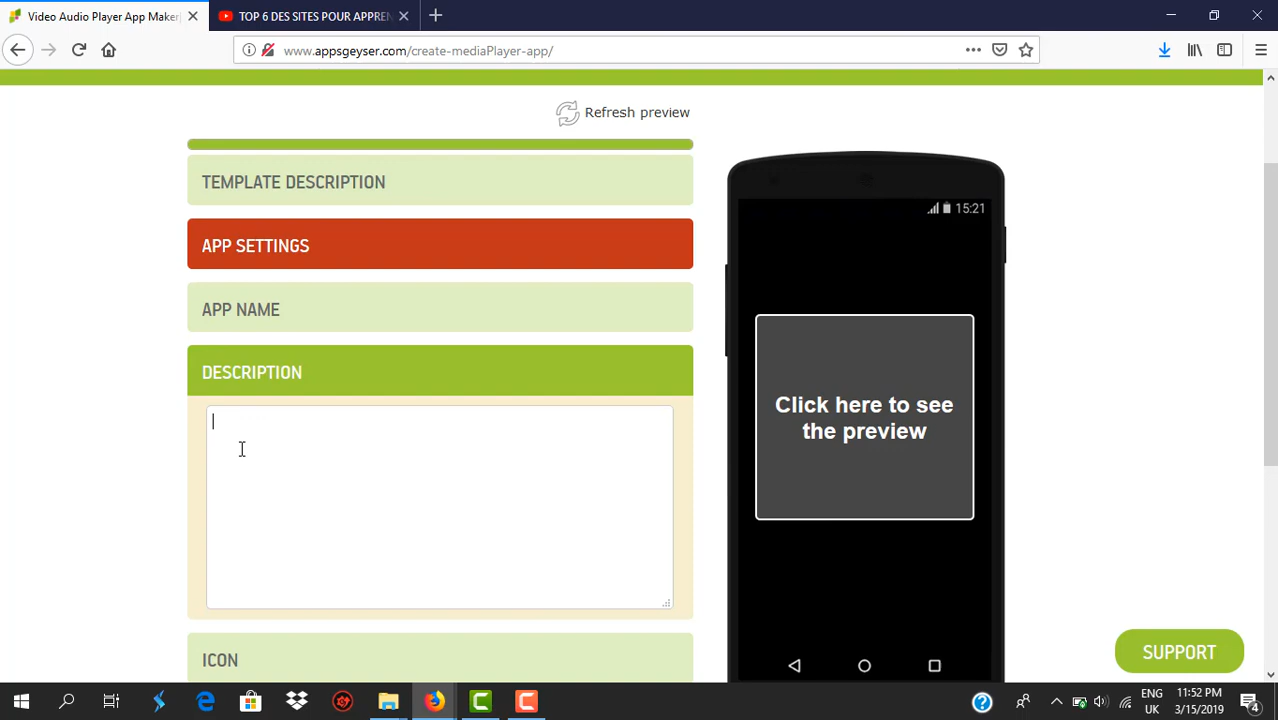 Video Audio Player App Maker
TOP 6 DES SITES POUR APPREN
www.appsgeyser.com/create-mediaPlayer-app/
Refresh preview
TEMPLATE DESCRIPTION
APP SETTINGS
APP NAME
DESCRIPTION
ICON
15:21
Click here to see
the preview
SUPPORT
ENG
UK
11:52 PM
3/15/2019
4